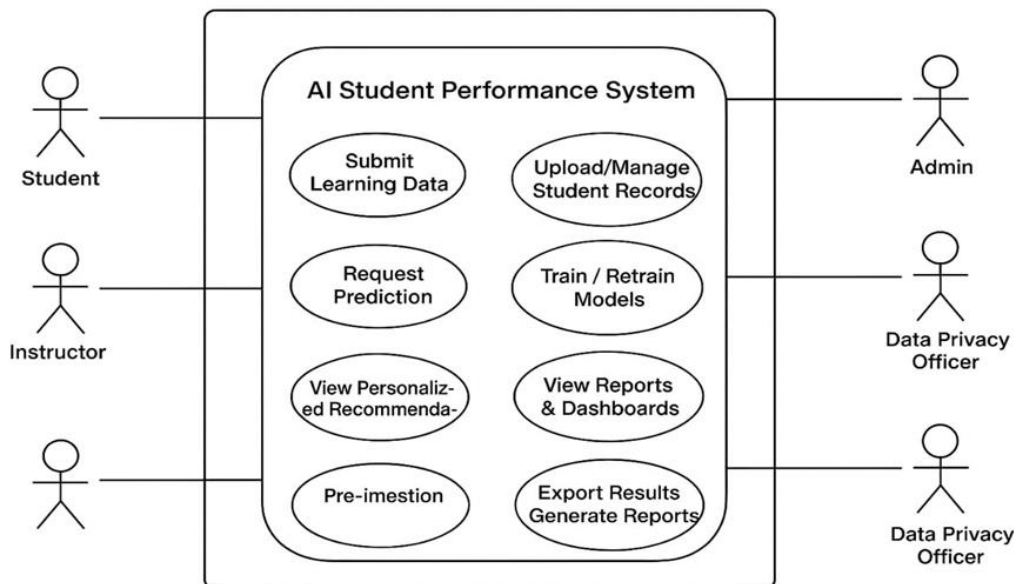 AI Student Performance System
Student
Instructor
Submit
Learning Data
Request
Prediction
View Personaliz-
ed Recommenda-
Pre-imestion
Upload/Manage
Student Records
Train / Retrain
Models
View Reports
& Dashboards
Export Results
Generate Reports
Admin
Data Privacy
Officer
Data Privacy
Officer